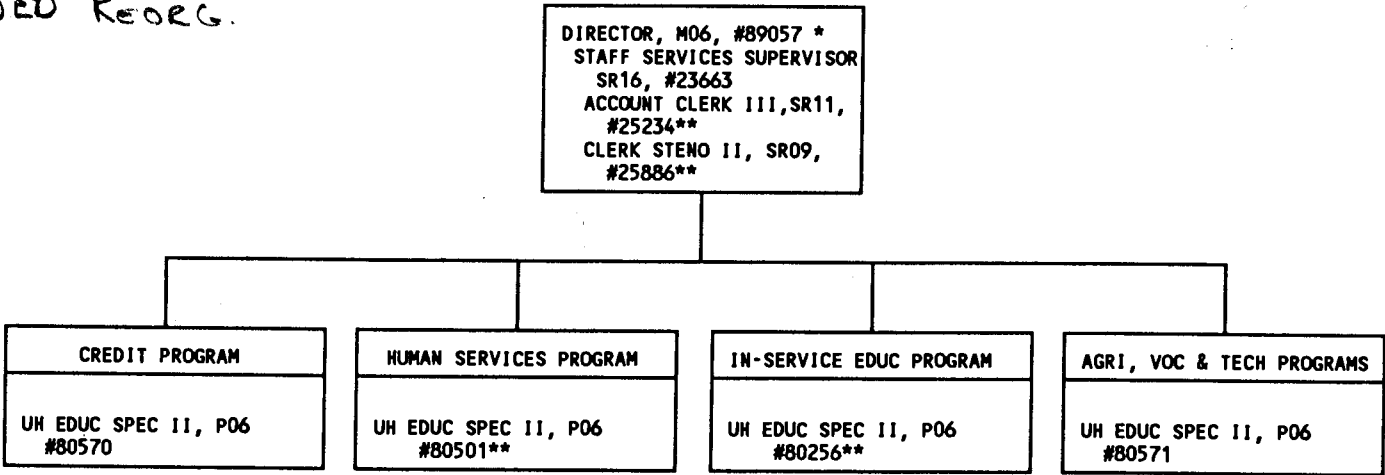 REORG.
DIRECTOR, M06, #89057 *
STAFF SERVICES SUPERVISOR
SR16, #23663
ACCOUNT CLERK III,SR11,
#25234**
CLERK STENO II, SR09,
#25886**
CREDIT PROGRAM
UH EDUC SPEC II, P06
#80570
HUMAN SERVICES PROGRAM
UH EDUC SPEC II, P06
#80501**
IN-SERVICE EDUC PROGRAM
UH EDUC SPEC II, P06
#80256**
AGRI, VOC & TECH PROGRAMS
UH EDUC SPEC II, P06
#80571